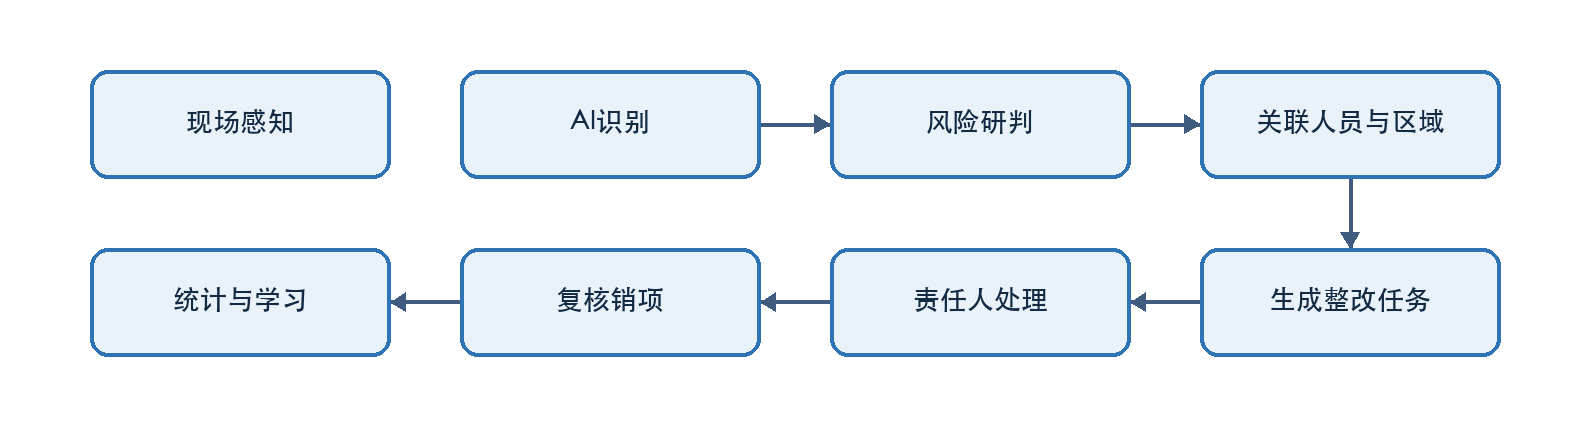 现场感知
AI识别
风险研判
关联人员与区域
统计与学习
复核销项
责任人处理
生成整改任务